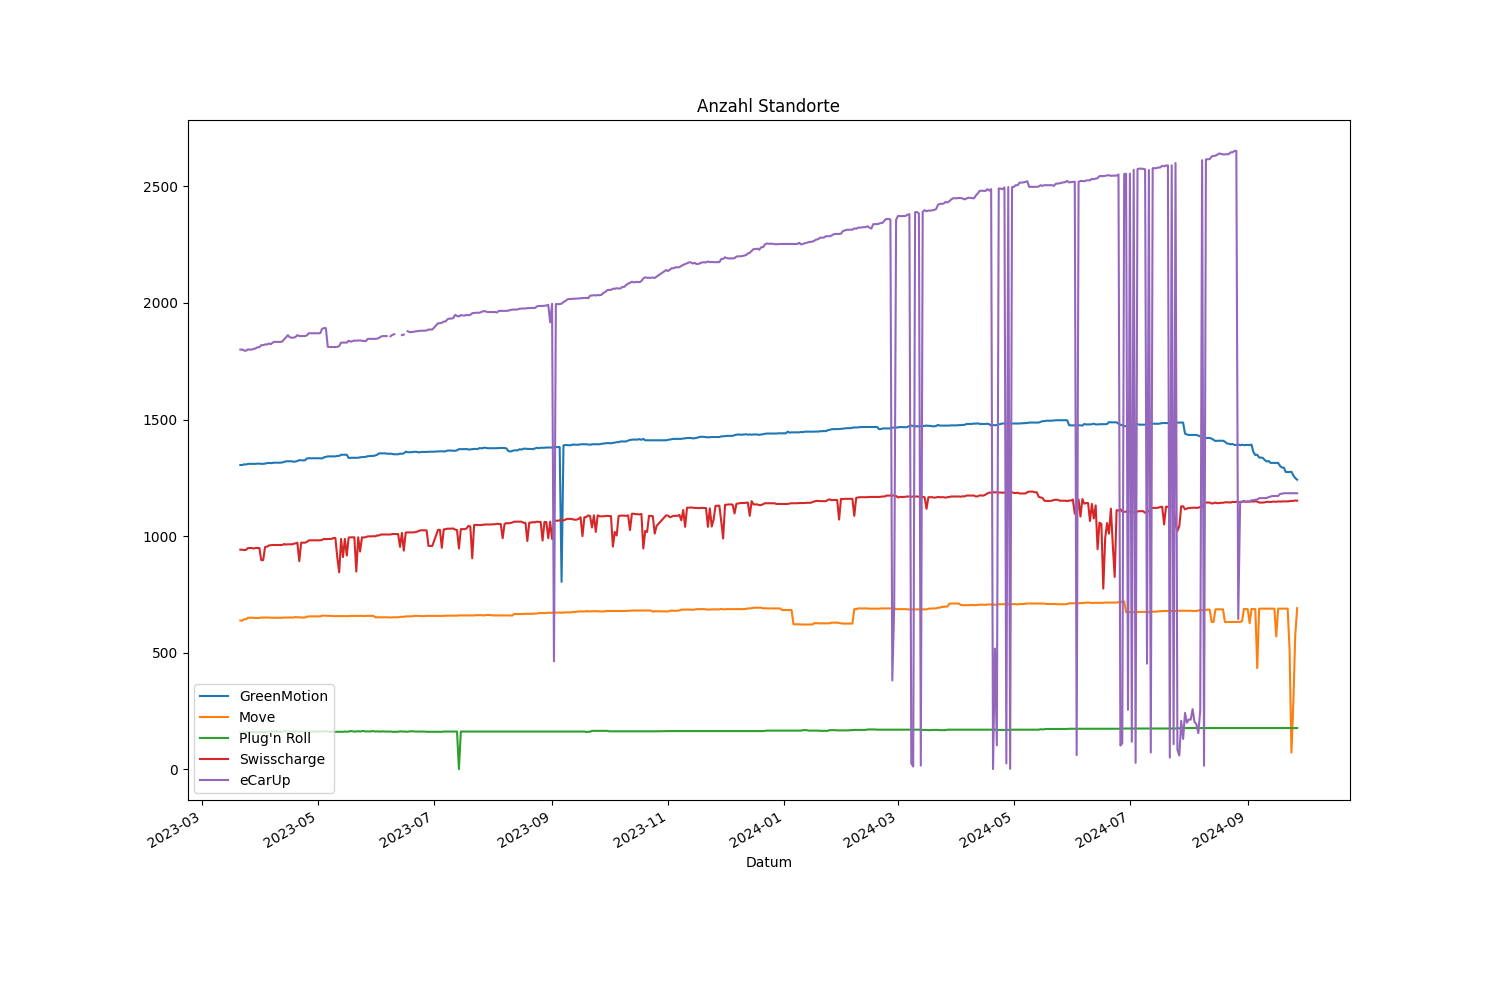 Anzahl Standorte
2500
2000
1500
1000
500
0
GreenMotion
Move
Plug'n Roll
Swisscharge
eCarUp
2023-03
2023-05
2023-07
2023-09
2023-11
2024-01
2024-03
2024-05
2024-07
2024-09
Datum